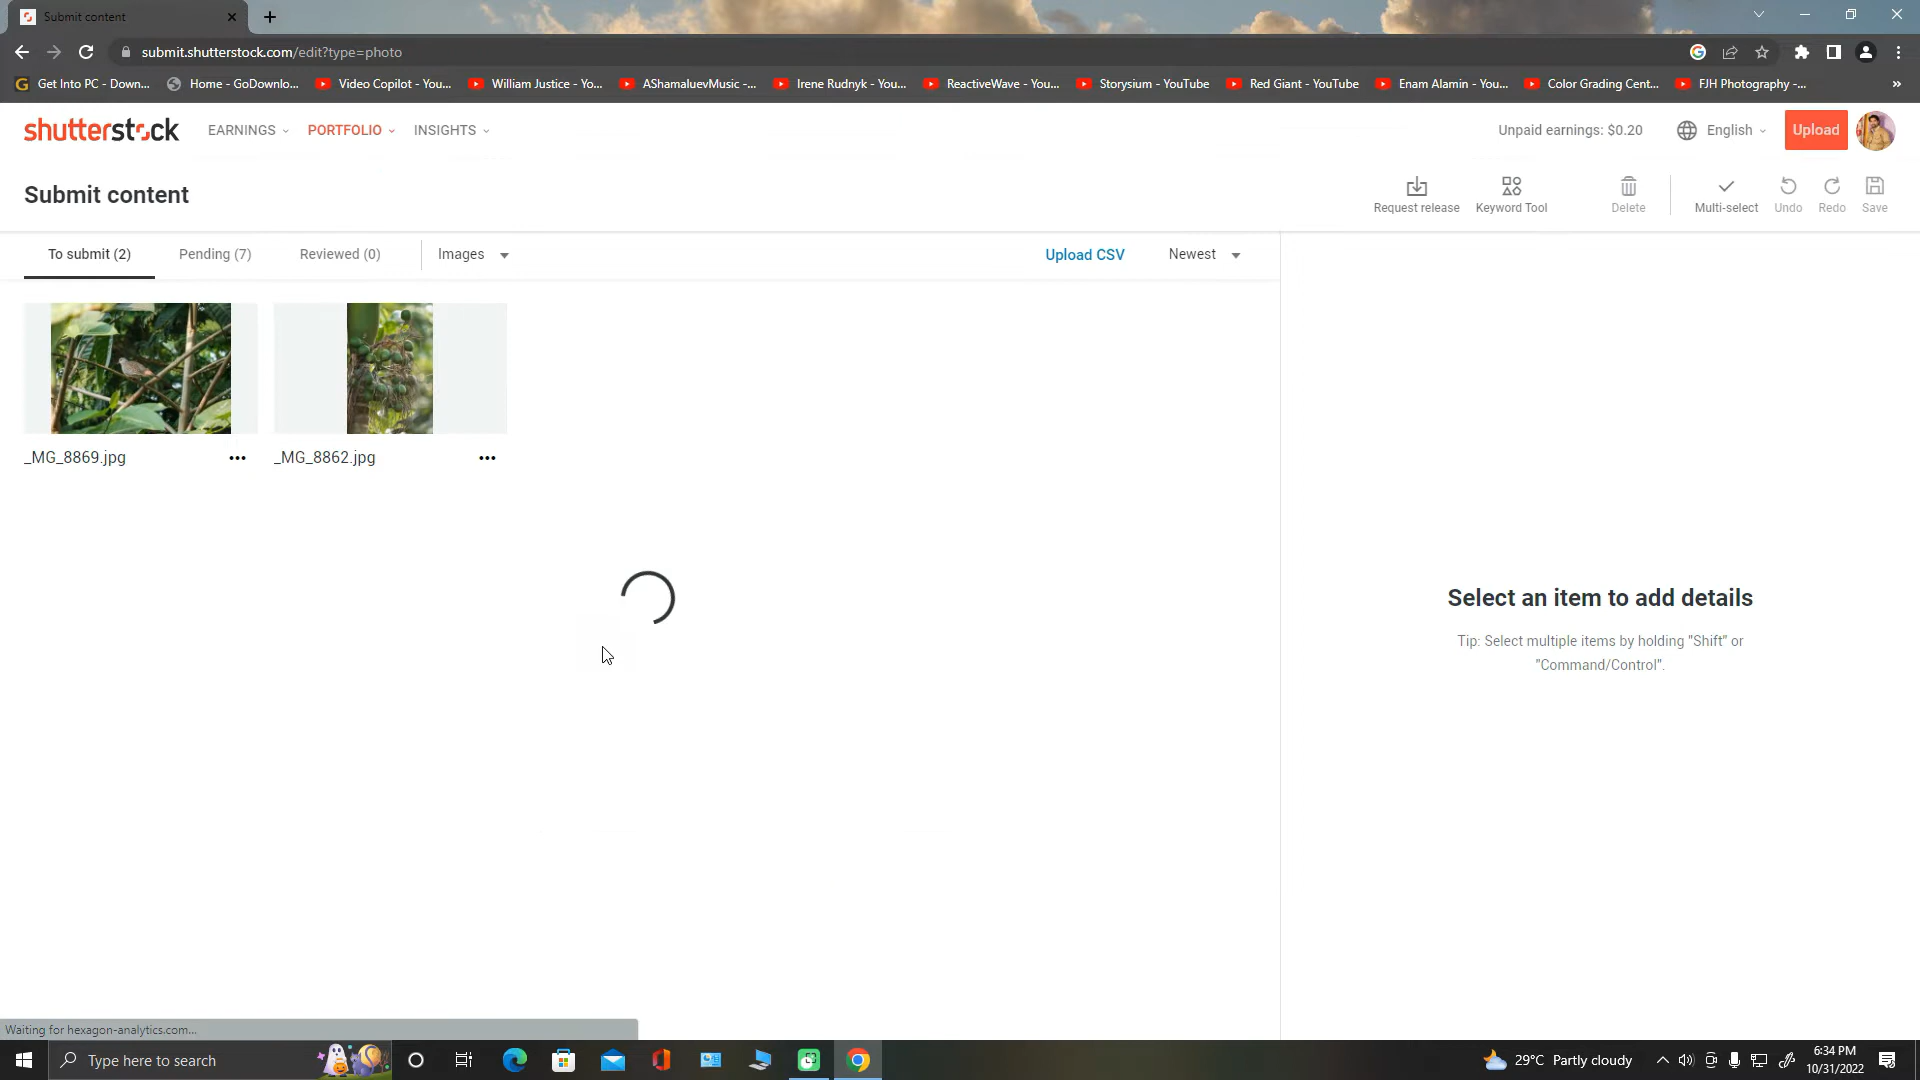 Submit content
submit.shutterstock.com/edit?type=photo
Get Into PC - Down...
Home - GoDownlo...
Video Copilot - You...
William Justice - Yo...
AShamaluevMusic -...
Irene Rudnyk - You...
ReactiveWave - You...
Storysium - YouTube
Red Giant - YouTube
Enam Alamin - You...
Color Grading Cent...
FJH Photography -...
shutterstock
EARNINGS
PORTFOLIO
INSIGHTS
Unpaid earnings: $0.20
English
Upload
Submit content
Request release
Keyword Tool
Delete
Multi-select
Undo
Redo
Save
To submit (2)
Pending (7)
Reviewed (0)
Images
Upload CSV
Newest
_MG_8869.jpg
_MG_8862.jpg
Select an item to add details
Tip: Select multiple items by holding "Shift" or
"Command/Control".
Waiting for hexagon-analytics.com...
Type here to search
29°C Partly cloudy
6:34 PM
10/31/2022